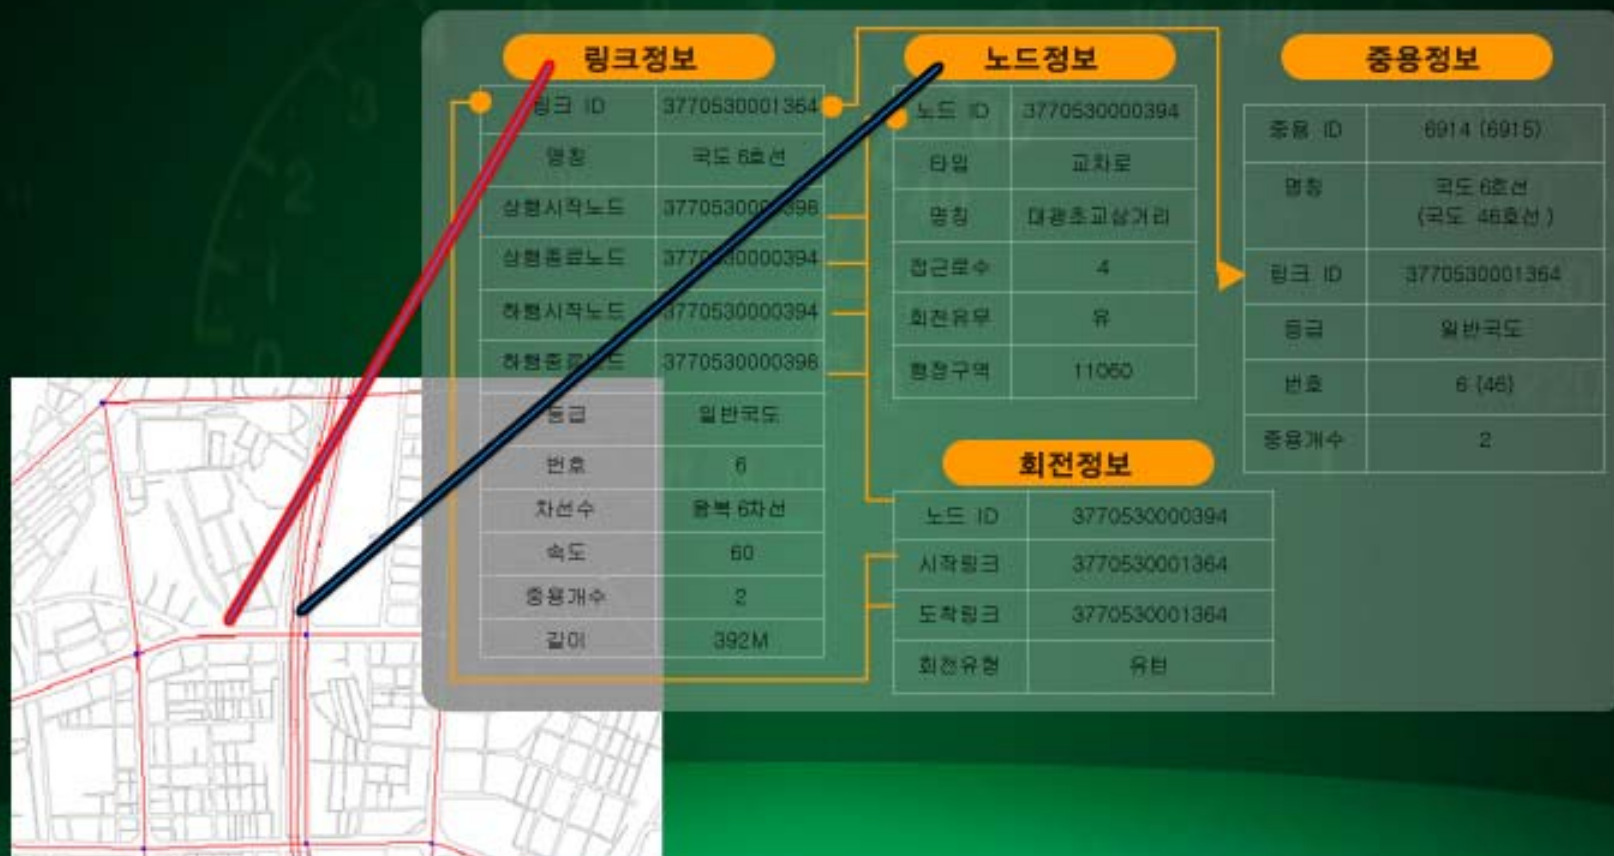 링크정보
링크 ID 3770530001364
명칭 국도 6호선
상행시작노드
상행종료노드
하행시작노드 3770530000394
3770530000398
등급 일반국도
번호 6
차선수 왕복 6차선
속도 60
중용개수 2
길이 392M
노드정보
노드 ID 3770530000394
타입 교차로
명칭 대광초교삼거리
접근로수 4
회전유무 유
행정구역 11060
회전정보
노드 ID 3770530000394
시작링크 3770530001364
도착링크 3770530001364
회전유형 유턴
중용정보
중용 ID 6914 (6915)
명칭 국도 6호선
(국도 46호선)
링크 ID 3770530001364
등급 일반국도
번호 6 (46)
중용개수 2